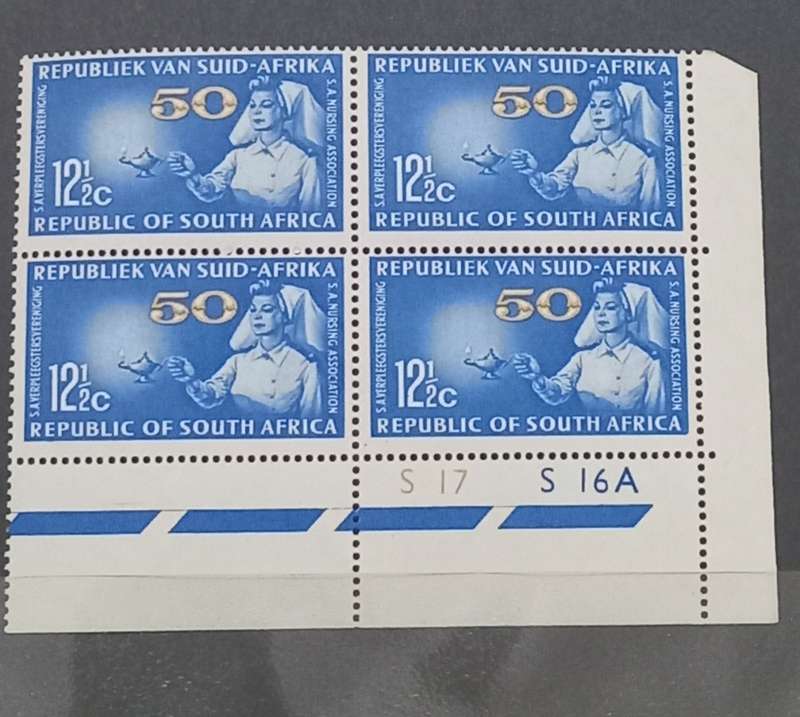 REPUBLIEK VAN SUID-AFRIKA
50
S.A.VERPLEEGSTERSVERENIGING
S.A.NURSING ASSOCIATION
12½c
REPUBLIC OF SOUTH AFRICA
REPUBLIEK VAN SUID-AFRIKA
50
S.A.VERPLEEGSTERSVERENIGING
S.A.NURSING ASSOCIATION
12½c
REPUBLIC OF SOUTH AFRICA
REPUBLIEK VAN SUID-AFRIKA
50
S.A.VERPLEEGSTERSVERENIGING
S.A.NURSING ASSOCIATION
12½c
REPUBLIC OF SOUTH AFRICA
REPUBLIEK VAN SUID-AFRIKA
50
S.A.VERPLEEGSTERSVERENIGING
S.A.NURSING ASSOCIATION
12½c
REPUBLIC OF SOUTH AFRICA
S 17 S 16A